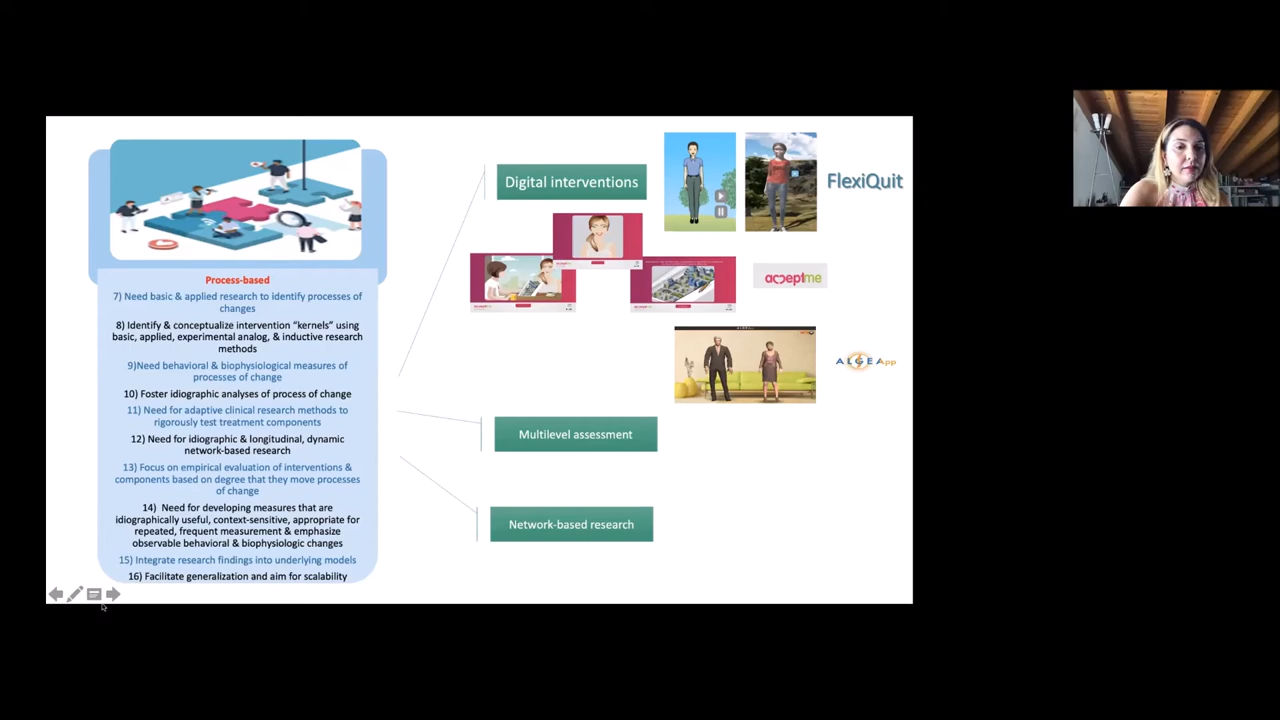 Process-based
7) Need basic & applied research to identify processes of
changes
8) Identify & conceptualize intervention “kernels” using
basic, applied, experimental analog, & inductive research
methods
9)Need behavioral & biophysiological measures of
processes of change
10) Foster idiographic analyses of process of change
11) Need for adaptive clinical research methods to
rigorously test treatment components
12) Need for idiographic & longitudinal, dynamic
network-based research
13) Focus on empirical evaluation of interventions &
components based on degree that they move processes
of change
14) Need for developing measures that are
idiographically useful, context-sensitive, appropriate for
repeated, frequent measurement & emphasize
observable behavioral & biophysiologic changes
15) Integrate research findings into underlying models
16) Facilitate generalization and aim for scalability
Digital interventions
FlexiQuit
acceptme
ALGEA App
Multilevel assessment
Network-based research